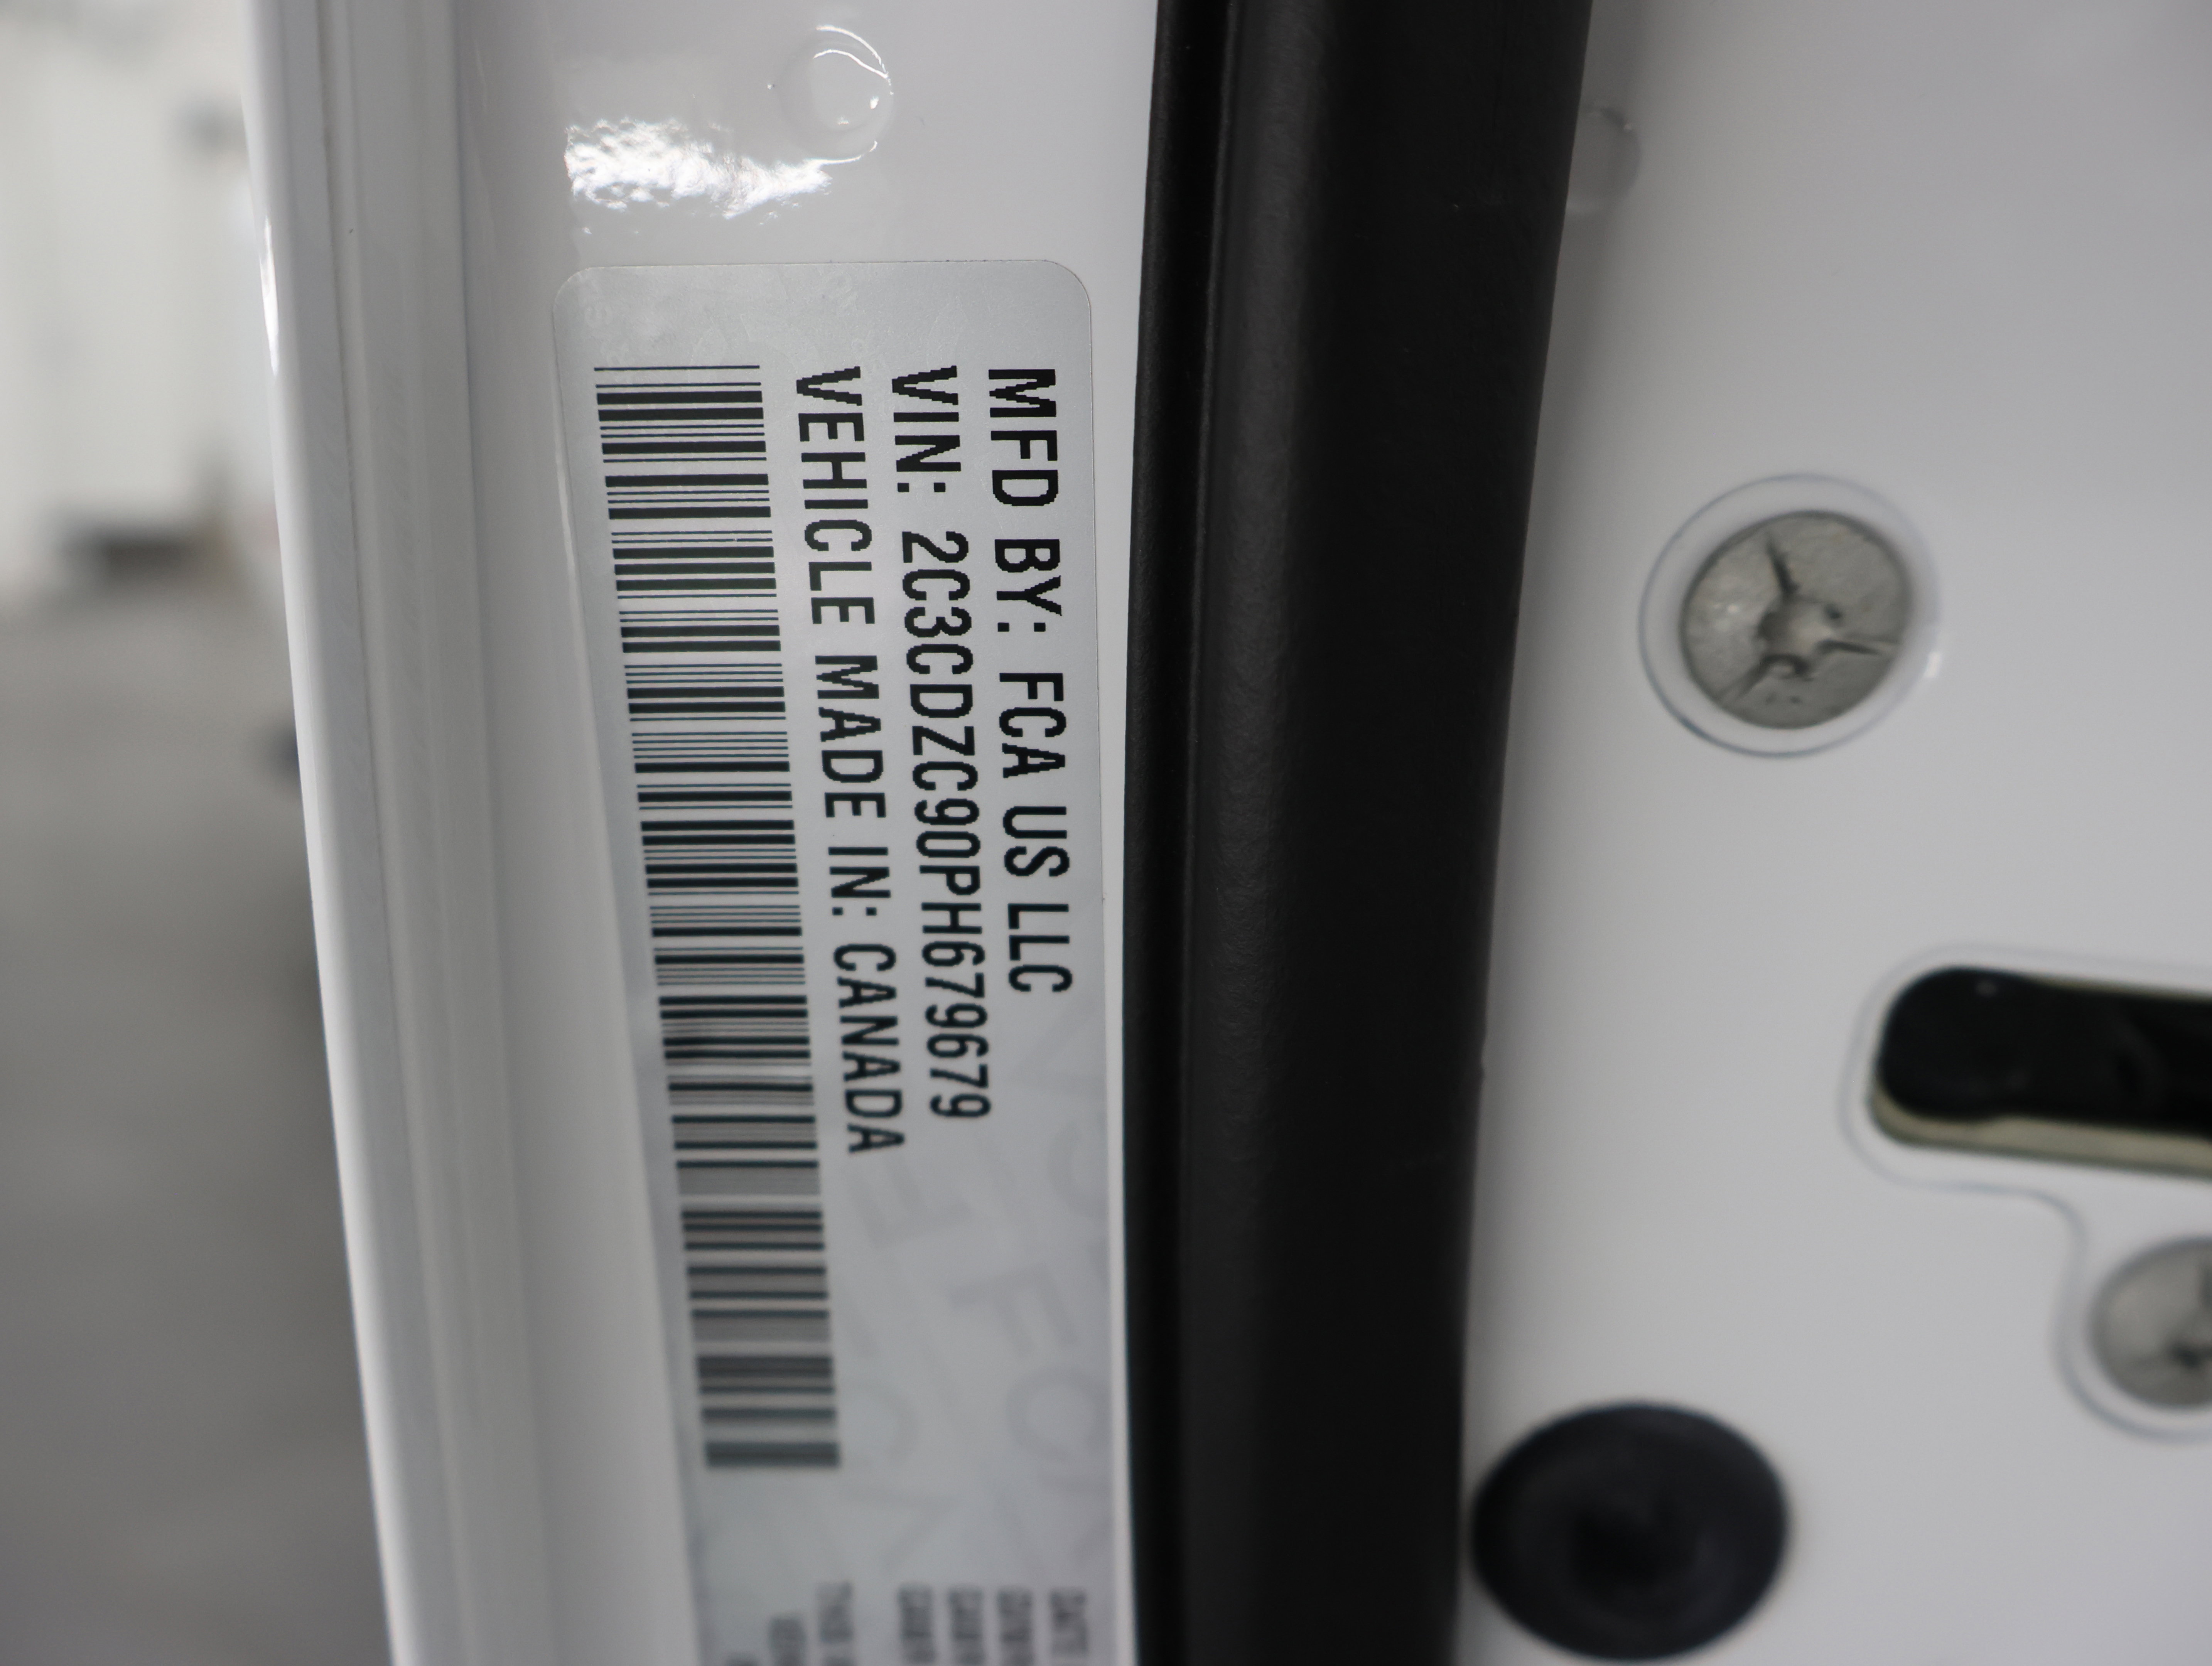 MFD BY: FCA US LLC
VIN: 2C3CDZC90PH679679
VEHICLE MADE IN: CANADA